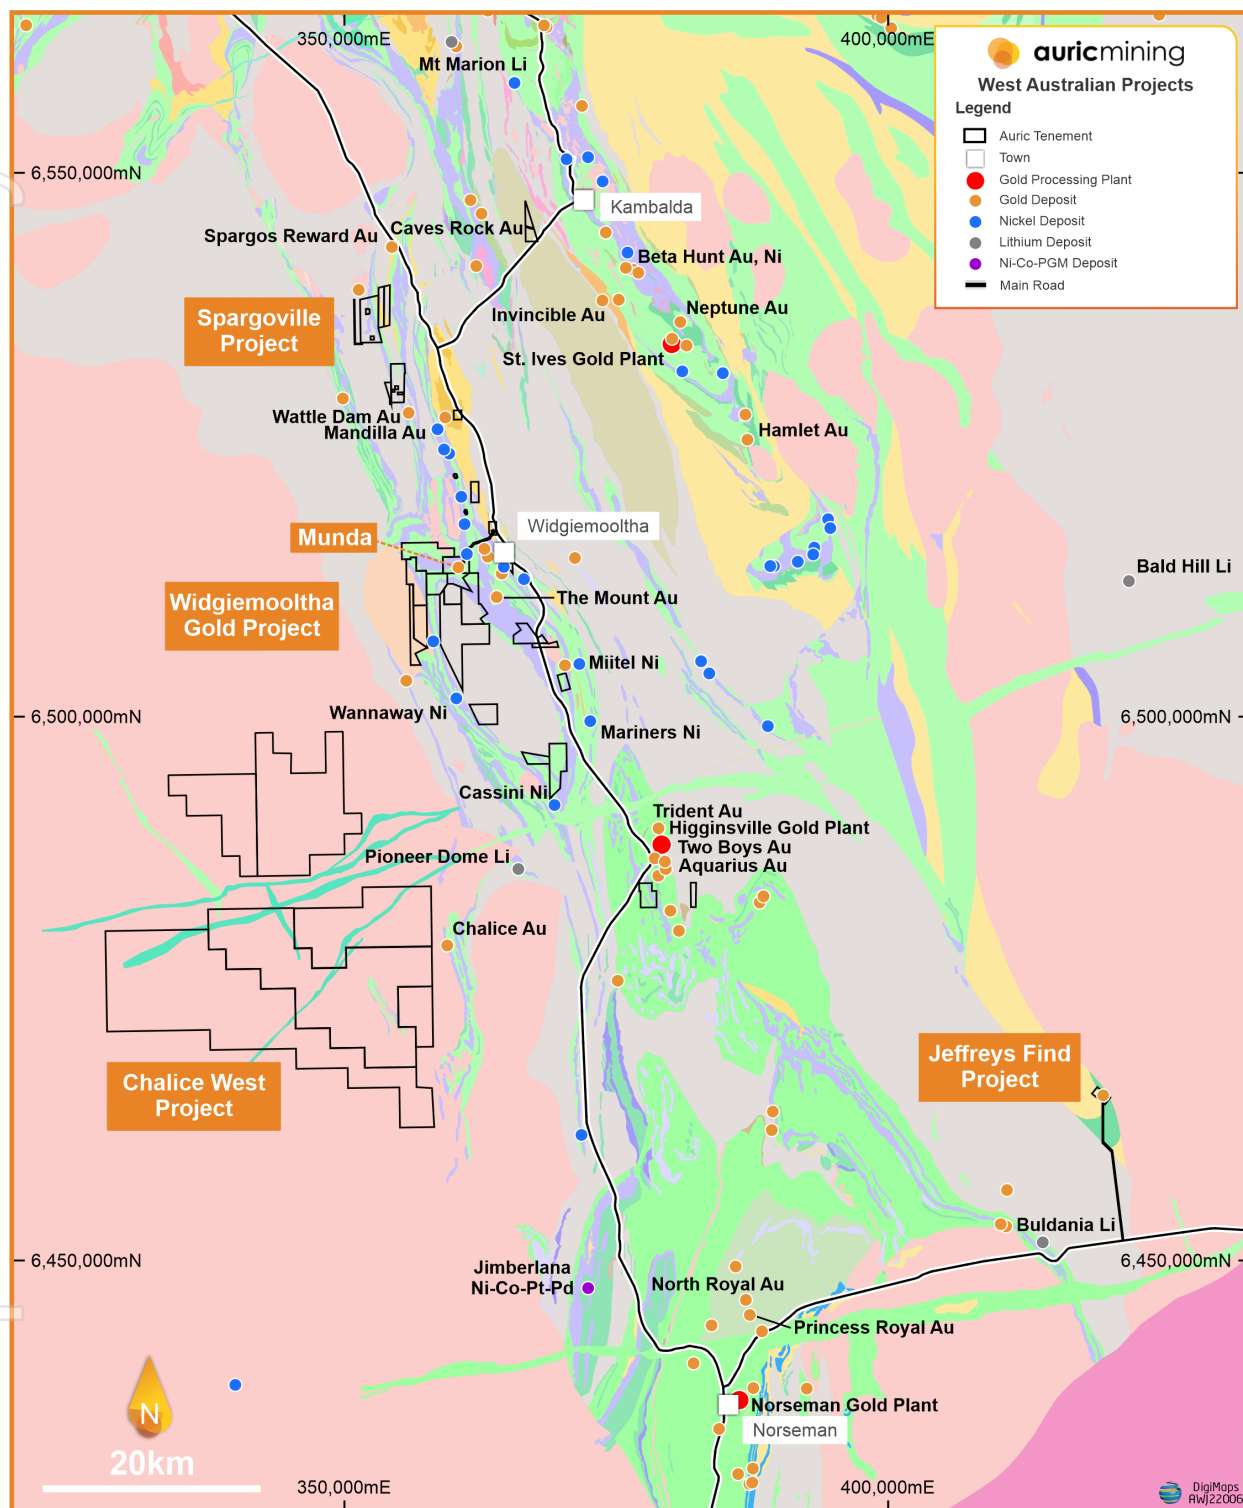 350,000mE
400,000mE
auricmining
West Australian Projects
Legend
Auric Tenement
Town
Gold Processing Plant
Gold Deposit
Nickel Deposit
Lithium Deposit
Ni-Co-PGM Deposit
Main Road
Mt Marion Li
6,550,000mN
Kambalda
Caves Rock Au
Spargos Reward Au
Beta Hunt Au, Ni
Neptune Au
Invincible Au
Spargoville
Project
St. Ives Gold Plant
Wattle Dam Au
Mandilla Au
Hamlet Au
Widgiemooltha
Munda
Bald Hill Li
The Mount Au
Widgiemooltha
Gold Project
Miitel Ni
Wannaway Ni
6,500,000mN
6,500,000mN
Mariners Ni
Cassini Ni
Trident Au
Higginsville Gold Plant
Two Boys Au
Pioneer Dome Li
Aquarius Au
Chalice Au
Jeffreys Find
Project
Chalice West
Project
Buldania Li
6,450,000mN
6,450,000mN
Jimberlana
Ni-Co-Pt-Pd
North Royal Au
Princess Royal Au
Norseman Gold Plant
Norseman
N
20km
350,000mE
400,000mE
DigiMaps
AWJ22006